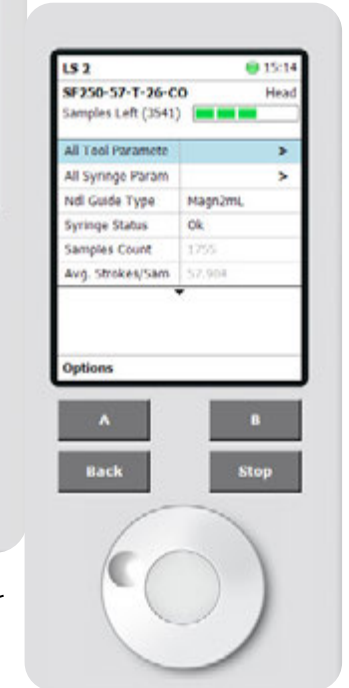 LS 2 15:14
SF250-57-T-26-CO Head
Samples Left (3541)
All Tool Paramete >
All Syringe Param >
Ndl Guide Type Magn2mL
Syringe Status Ok
Samples Count 1755
Avg. Strokes/Sam 57.904
Options
A B
Back Stop
r